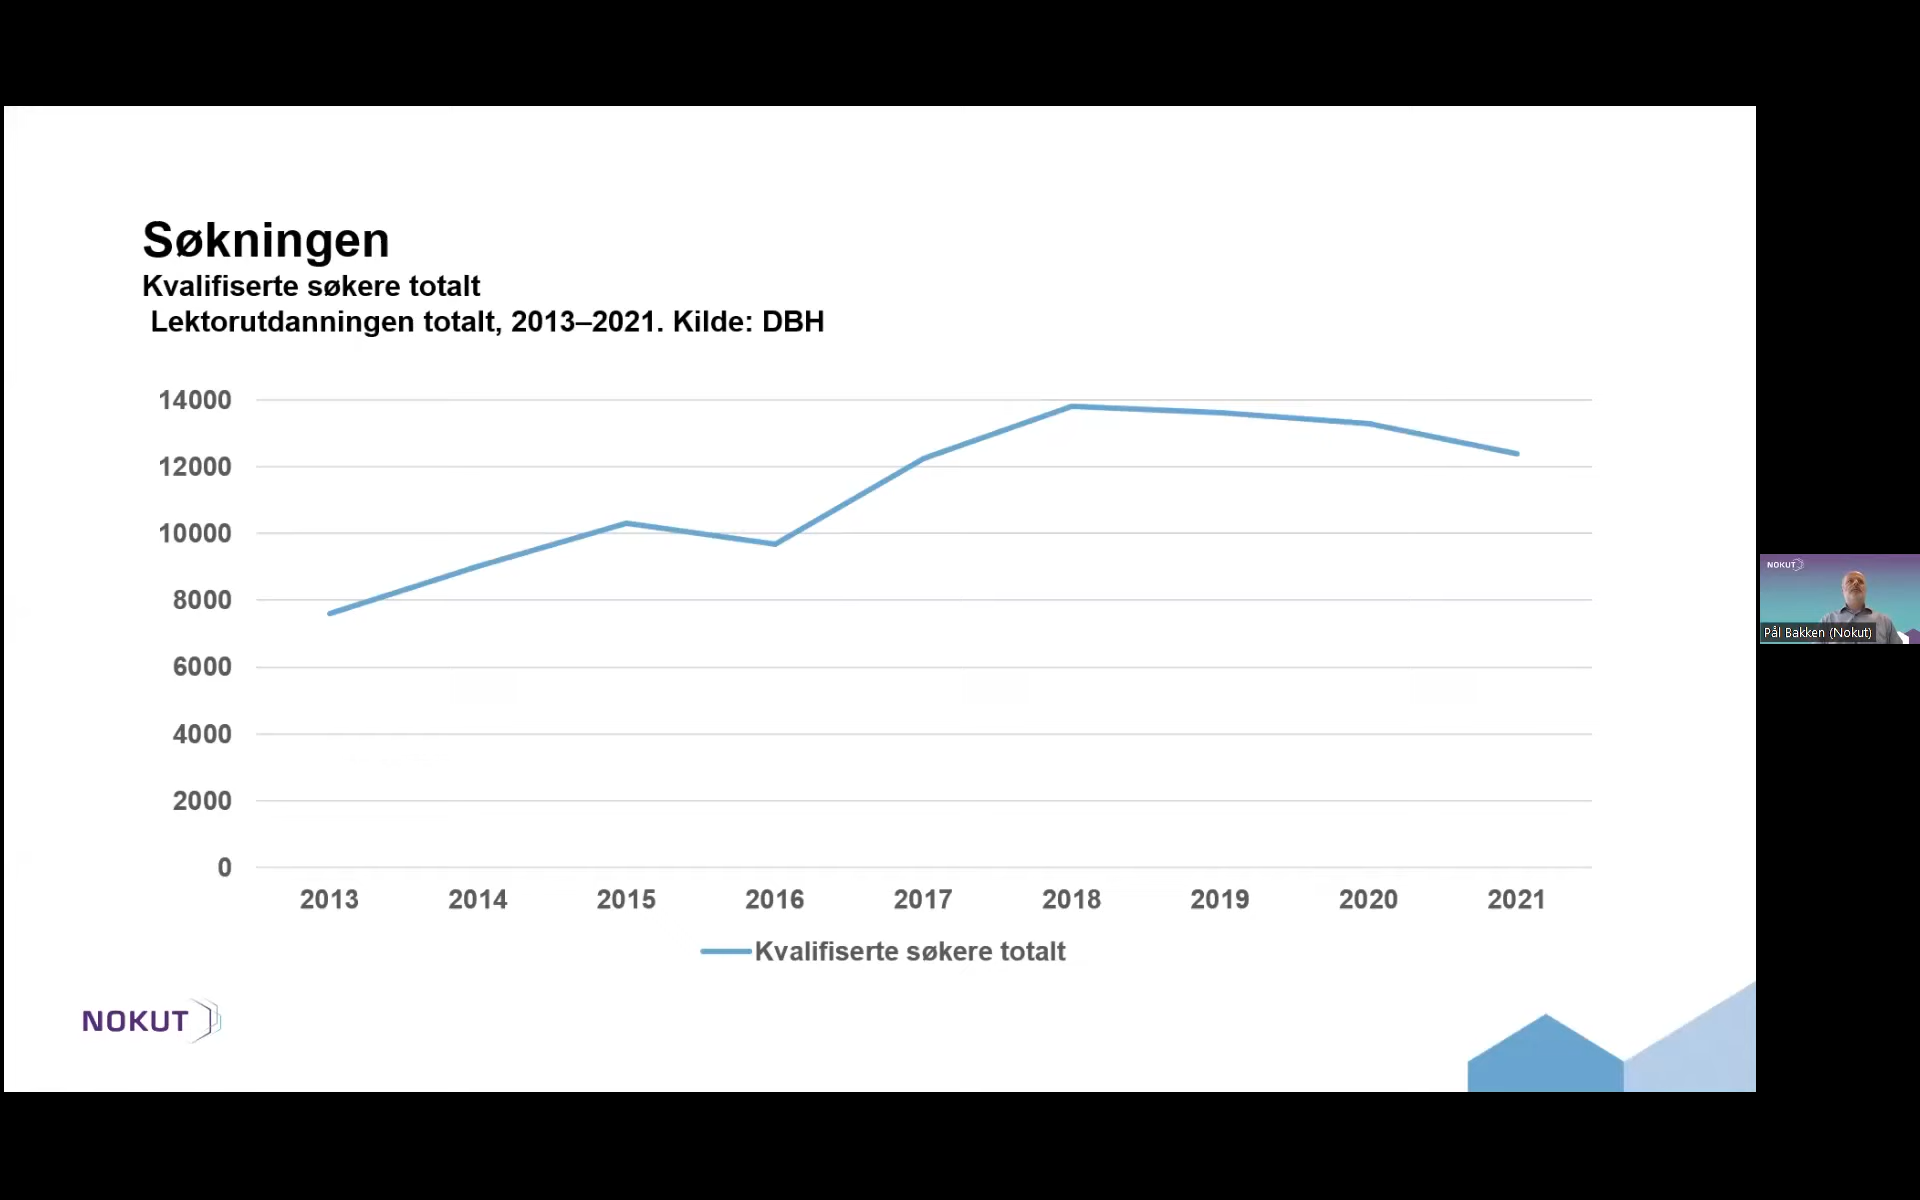 Søkningen
Kvalifiserte søkere totalt
Lektorutdanningen totalt, 2013–2021. Kilde: DBH
14000
12000
10000
8000
6000
4000
2000
0
2013 2014 2015 2016 2017 2018 2019 2020 2021
Kvalifiserte søkere totalt
NOKUT
NOKUT
Pål Bakken (Nokut)